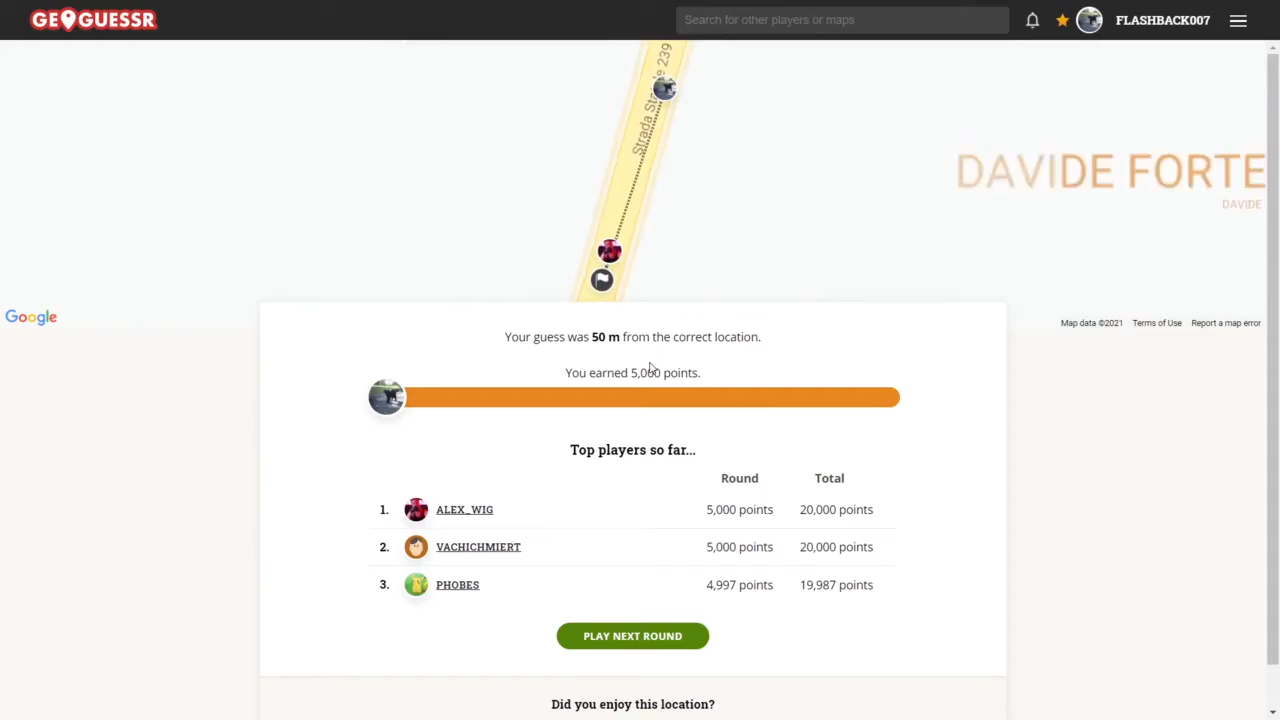 GEOGUESSR
Search for other players or maps
FLASHBACK007
Strada Statale 239
DAVIDE FORTE
DAVIDE
Google
Map data ©2021 Terms of Use Report a map error
Your guess was 50 m from the correct location.
You earned 5,000 points.
Top players so far...
Round Total
1. ALEX_WIG 5,000 points 20,000 points
2. VACHICHMIERT 5,000 points 20,000 points
3. PHOBES 4,997 points 19,987 points
PLAY NEXT ROUND
Did you enjoy this location?